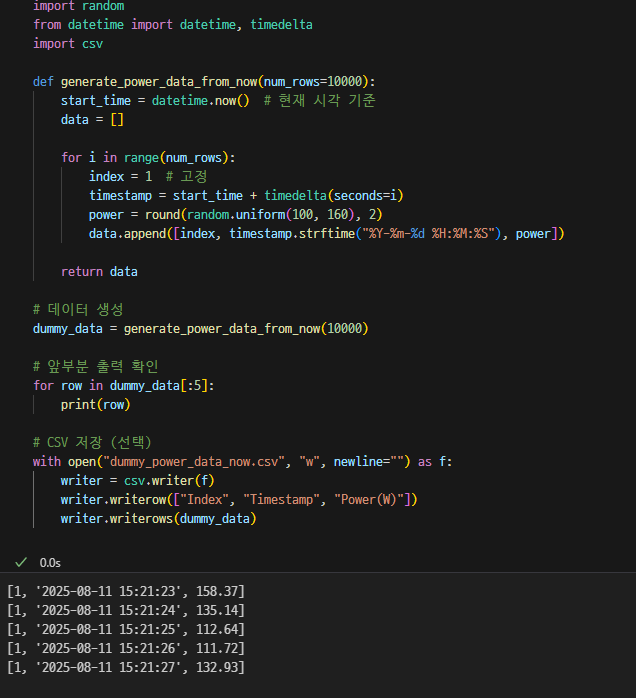 import random
from datetime import datetime, timedelta
import csv
def generate_power_data_from_now(num_rows=10000):
    start_time = datetime.now()  # 현재 시각 기준
    data = []
    for i in range(num_rows):
        index = 1  # 고정
        timestamp = start_time + timedelta(seconds=i)
        power = round(random.uniform(100, 160), 2)
        data.append([index, timestamp.strftime("%Y-%m-%d %H:%M:%S"), power])
    return data
# 데이터 생성
dummy_data = generate_power_data_from_now(10000)
# 앞부분 출력 확인
for row in dummy_data[:5]:
    print(row)
# CSV 저장 (선택)
with open("dummy_power_data_now.csv", "w", newline="") as f:
    writer = csv.writer(f)
    writer.writerow(["Index", "Timestamp", "Power(W)"])
    writer.writerows(dummy_data)
0.0s
[1, '2025-08-11 15:21:23', 158.37]
[1, '2025-08-11 15:21:24', 135.14]
[1, '2025-08-11 15:21:25', 112.64]
[1, '2025-08-11 15:21:26', 111.72]
[1, '2025-08-11 15:21:27', 132.93]